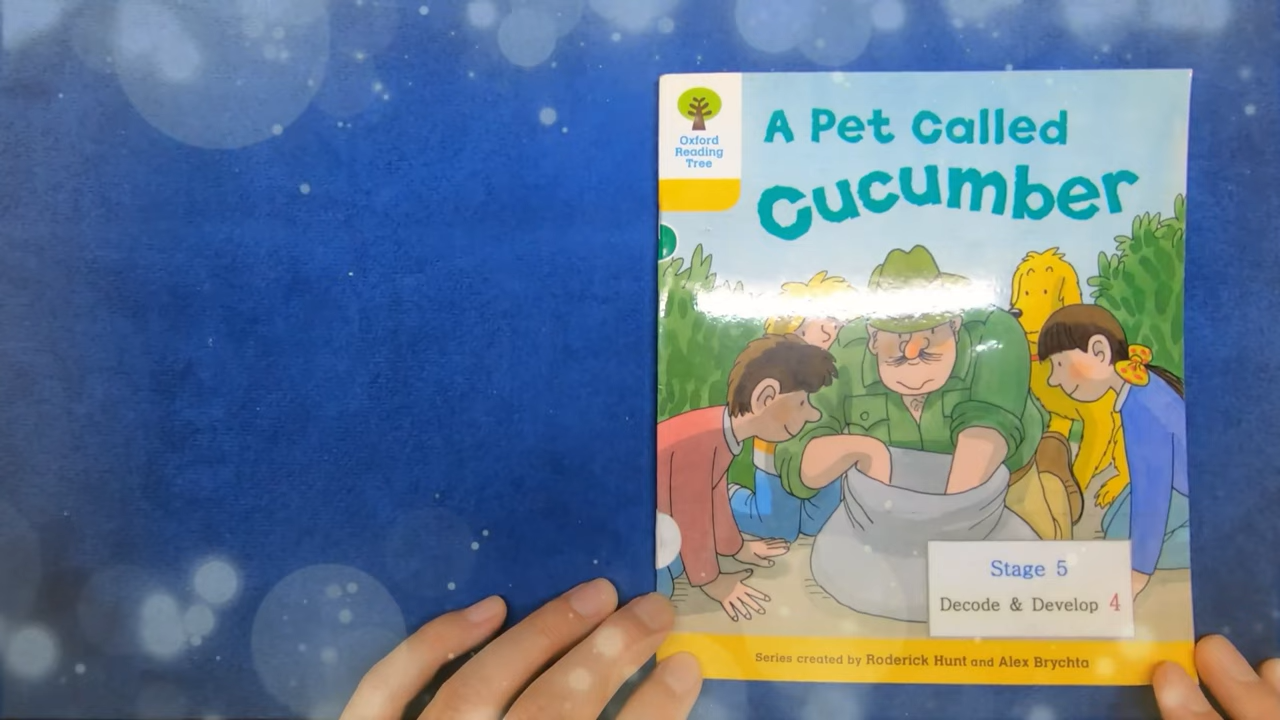 Oxford
Reading
Tree
A Pet Called
Cucumber
Stage 5
Decode & Develop 4
Series created by Roderick Hunt and Alex Brychta